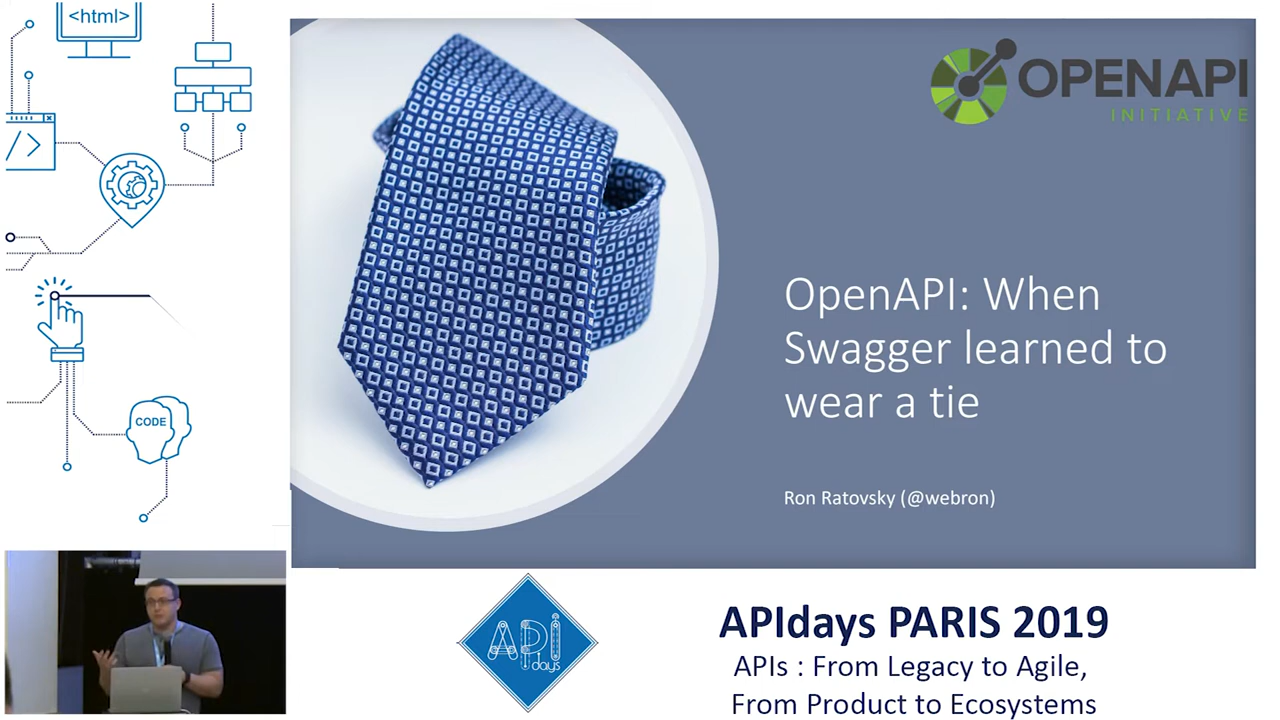 <html>
</>
CODE
OPENAPI
INITIATIVE
OpenAPI: When
Swagger learned to
wear a tie
Ron Ratovsky (@webron)
API
days
APIdays PARIS 2019
APIs : From Legacy to Agile,
From Product to Ecosystems